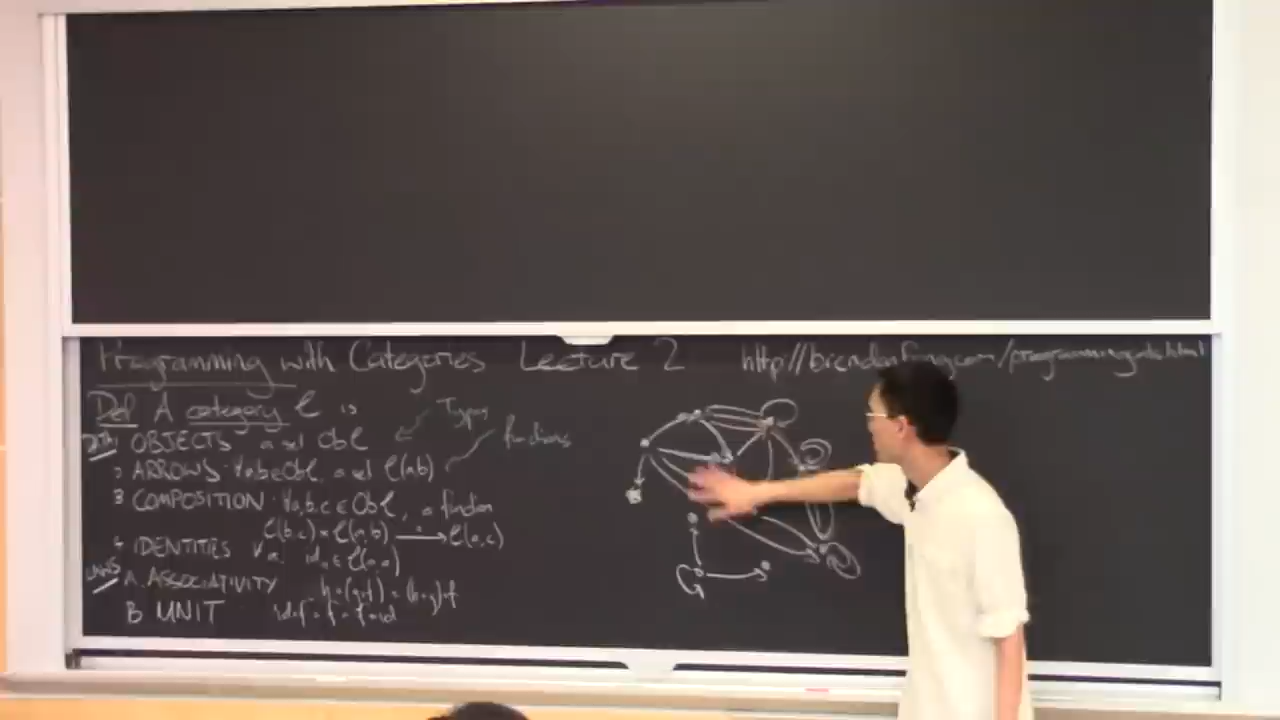 Programming with Categories Lecture 2 http://brendanfong.com/programmingcats.html
Def A category C is
DATA 1 OBJECTS a set Ob C
Types
functions
2 ARROWS ∀a,b∈Ob C, a set C(a,b)
3 COMPOSITION ∀a,b,c ∈ Ob C, a function
C(b,c) × C(a,b) ∘→ C(a,c)
4 IDENTITIES ∀a, id_a ∈ C(a,a)
LAWS A. ASSOCIATIVITY h∘(g∘f) = (h∘g)∘f
B UNIT id∘f = f = f∘id